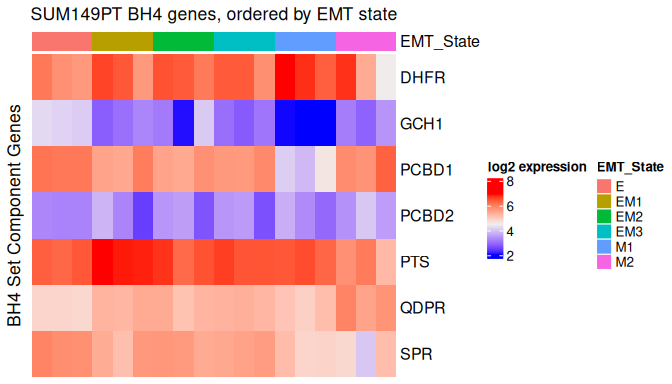 SUM149PT BH4 genes, ordered by EMT state
EMT_State
DHFR
GCH1
PCBD1
PCBD2
PTS
QDPR
SPR
BH4 Set Component Genes
log2 expression
8
6
4
2
EMT_State
E
EM1
EM2
EM3
M1
M2